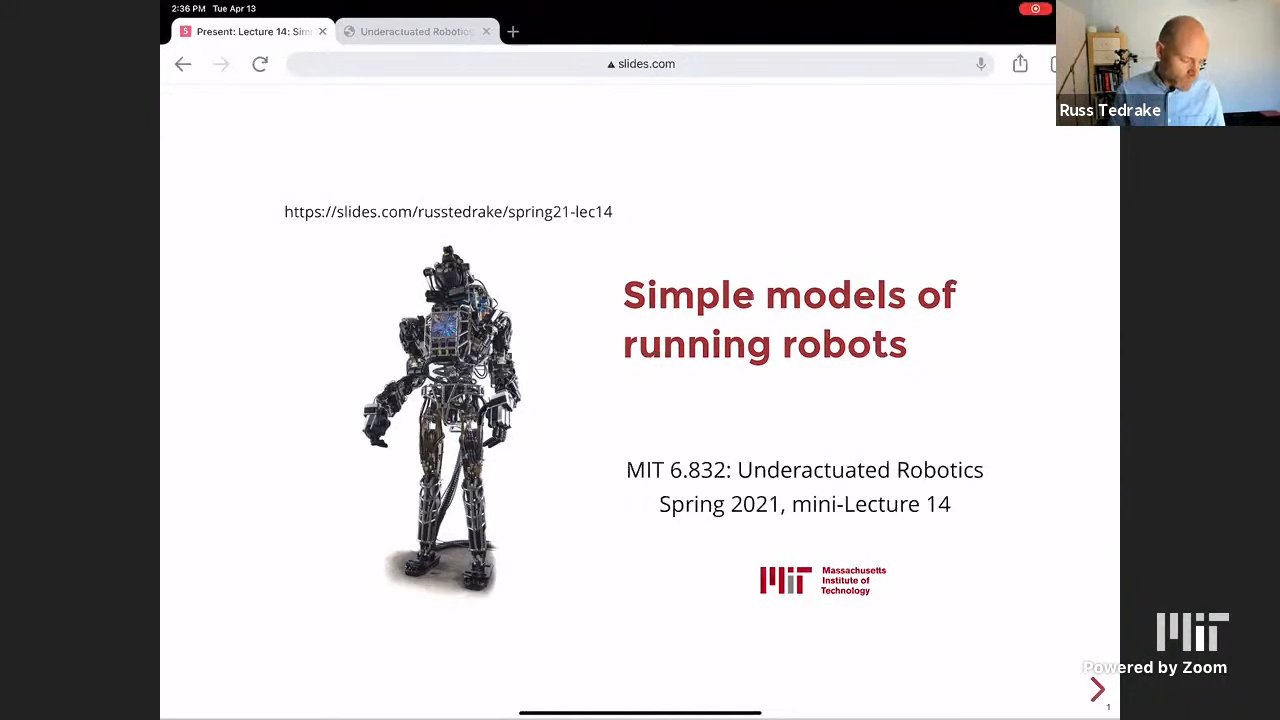 2:36 PM Tue Apr 13
S Present: Lecture 14: Sim
Underactuated Robotic
slides.com
Russ Tedrake
https://slides.com/russtedrake/spring21-lec14
Simple models of
running robots
MIT 6.832: Underactuated Robotics
Spring 2021, mini-Lecture 14
MIT Massachusetts
Institute of
Technology
MIT
Powered by Zoom
1